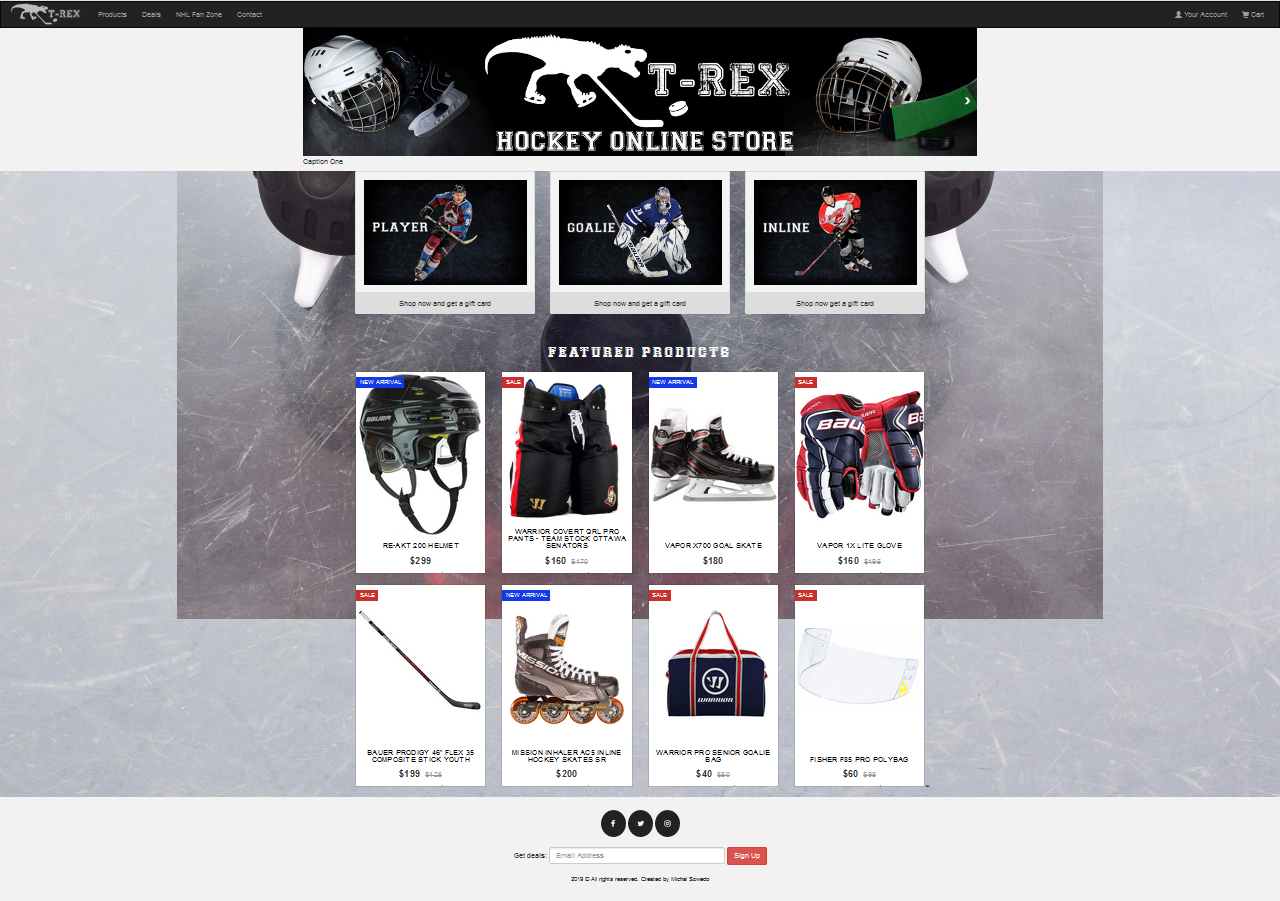 T-REX
Products
Deals
NHL Fan Zone
Contact
Your Account
Cart
T-REX
HOCKEY ONLINE STORE
Caption One
PLAYER
GOALIE
INLINE
Shop now and get a gift card
Shop now and get a gift card
Shop now get a gift card
FEATURED PRODUCTS
NEW ARRIVAL
BAUER
RE-AKT 200 HELMET
$299
SALE
WARRIOR COVERT QRL PRO
PANTS - TEAM STOCK OTTAWA
SENATORS
$160 $170
NEW ARRIVAL
VAPOR X700 GOAL SKATE
$180
SALE
BAUER
VAPOR 1X LITE GLOVE
$160 $195
SALE
BAUER PRODIGY 46" FLEX 35
COMPOSITE STICK YOUTH
$199 $125
NEW ARRIVAL
MISSION
MISSION INHALER AC5 INLINE
HOCKEY SKATES SR
$200
SALE
WARRIOR
WARRIOR PRO SENIOR GOALIE
BAG
$40 $50
SALE
FISHER F85 PRO POLYBAG
$60 $95
Get deals:
Email Address
Sign Up
2019 © All rights reserved. Created by Michal Szwedo